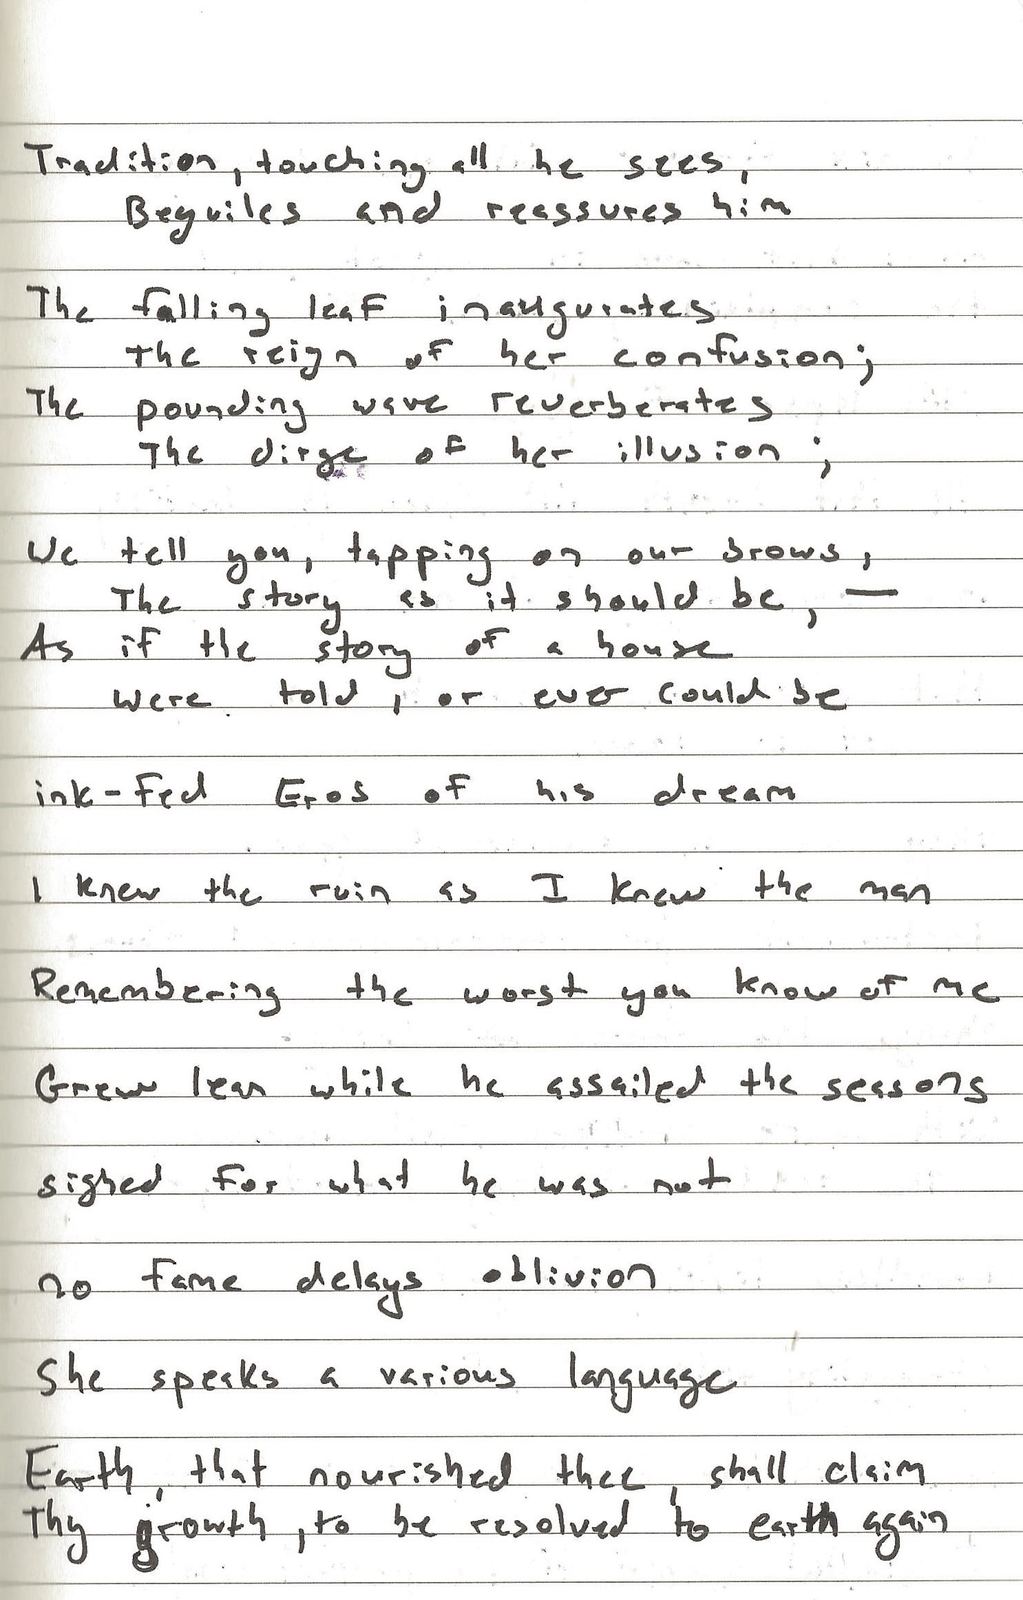 Tradition, touching all he sees,
Beguiles and reassures him
The falling leaf inaugurates
the reign of her confusion;
The pounding wave reverberates
The dirge of her illusion;
We tell you, tapping on our brows,
The story as it should be, —
As if the story of a house
were told, or ever could be
ink-fed Eros of his dream
I knew the ruin as I knew the man
Remembering the worst you know of me
Grew lean while he assailed the seasons
sighed for what he was not
no fame delays oblivion
She speaks a various language
Earth, that nourished thee, shall claim
Thy growth, to be resolved to earth again